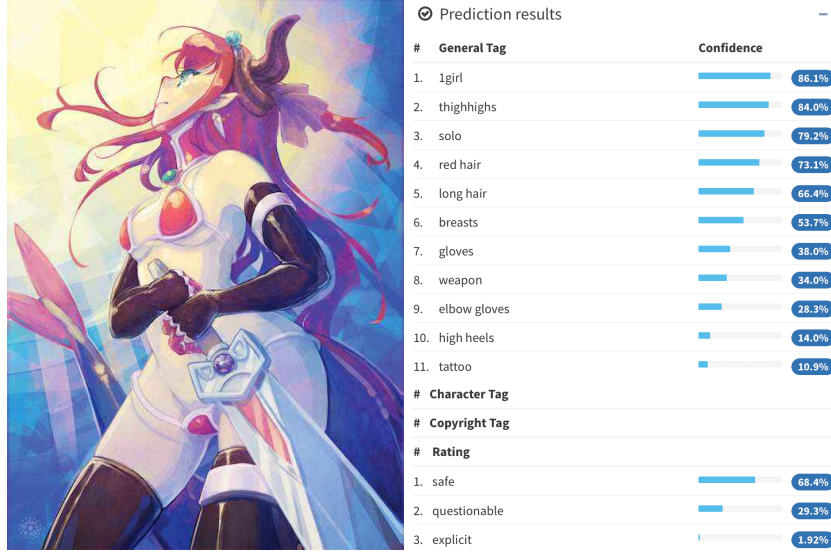 Prediction results
# General Tag Confidence
1. 1girl 86.1%
2. thighhighs 84.0%
3. solo 79.2%
4. red hair 73.1%
5. long hair 66.4%
6. breasts 53.7%
7. gloves 38.0%
8. weapon 34.0%
9. elbow gloves 28.3%
10. high heels 14.0%
11. tattoo 10.9%
# Character Tag
# Copyright Tag
# Rating
1. safe 68.4%
2. questionable 29.3%
3. explicit 1.92%